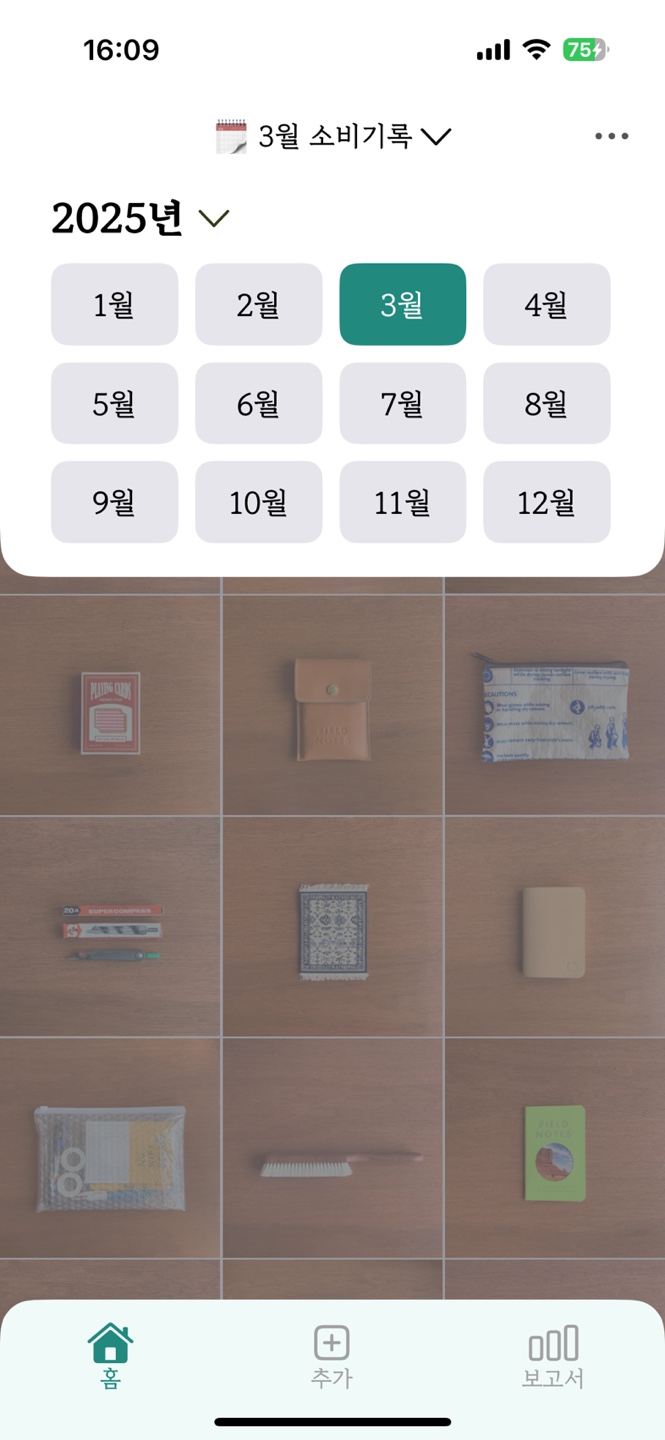 16:09
75
3월 소비기록
2025년
1월 2월 3월 4월
5월 6월 7월 8월
9월 10월 11월 12월
PLAYING CARDS
FIELD NOTES
CAUTIONS
20-A SUPERCOMPASS
FIELD
NOTES
홈 추가 보고서